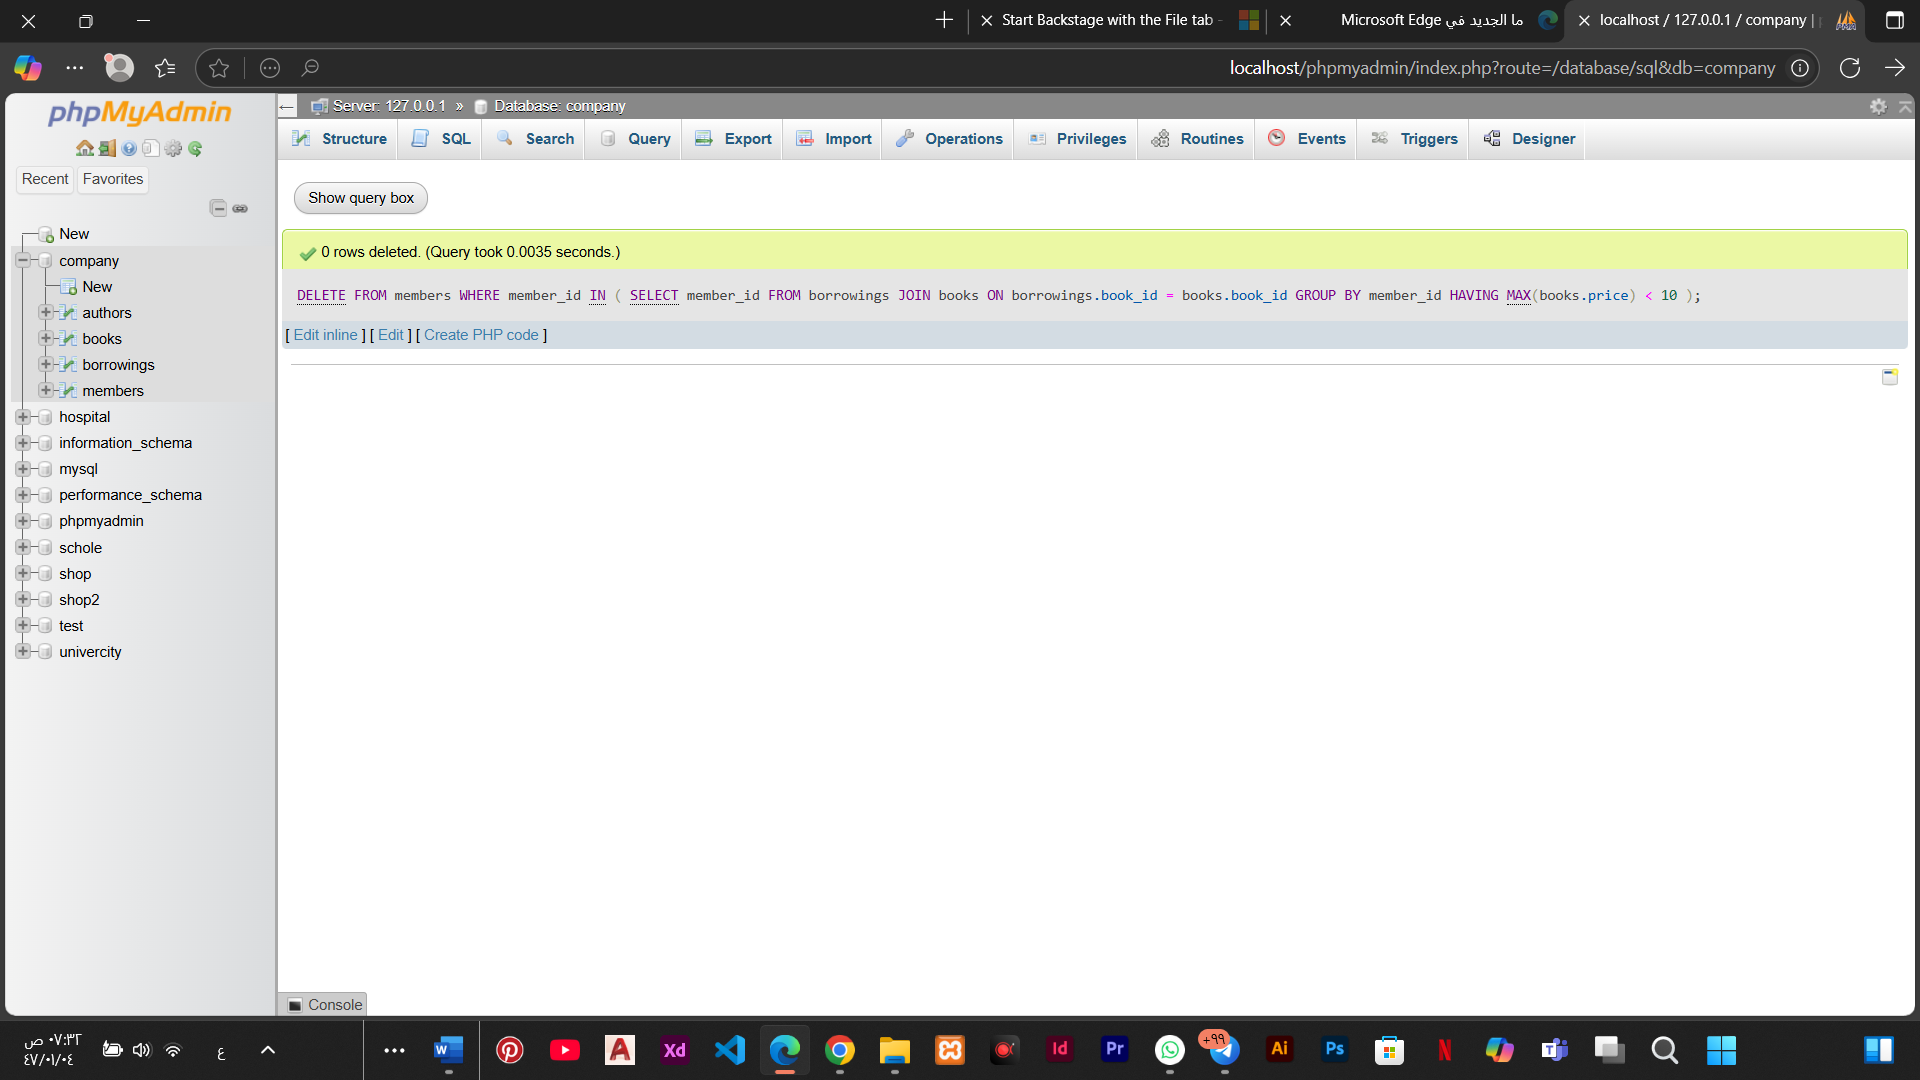 Start Backstage with the File tab -
ما الجديد في Microsoft Edge
localhost / 127.0.0.1 / company |
localhost/phpmyadmin/index.php?route=/database/sql&db=company
phpMyAdmin
Recent
Favorites
New
company
New
authors
books
borrowings
members
hospital
information_schema
mysql
performance_schema
phpmyadmin
schole
shop
shop2
test
univercity
Server: 127.0.0.1 » Database: company
Structure
SQL
Search
Query
Export
Import
Operations
Privileges
Routines
Events
Triggers
Designer
Show query box
0 rows deleted. (Query took 0.0035 seconds.)
DELETE FROM members WHERE member_id IN ( SELECT member_id FROM borrowings JOIN books ON borrowings.book_id = books.book_id GROUP BY member_id HAVING MAX(books.price) < 10 );
[ Edit inline ] [ Edit ] [ Create PHP code ]
Console
٠٧:٣٢ ص
٤٧/٠١/٠٤
ع
Xd
Id
Pr
+٩٩
Ai
Ps